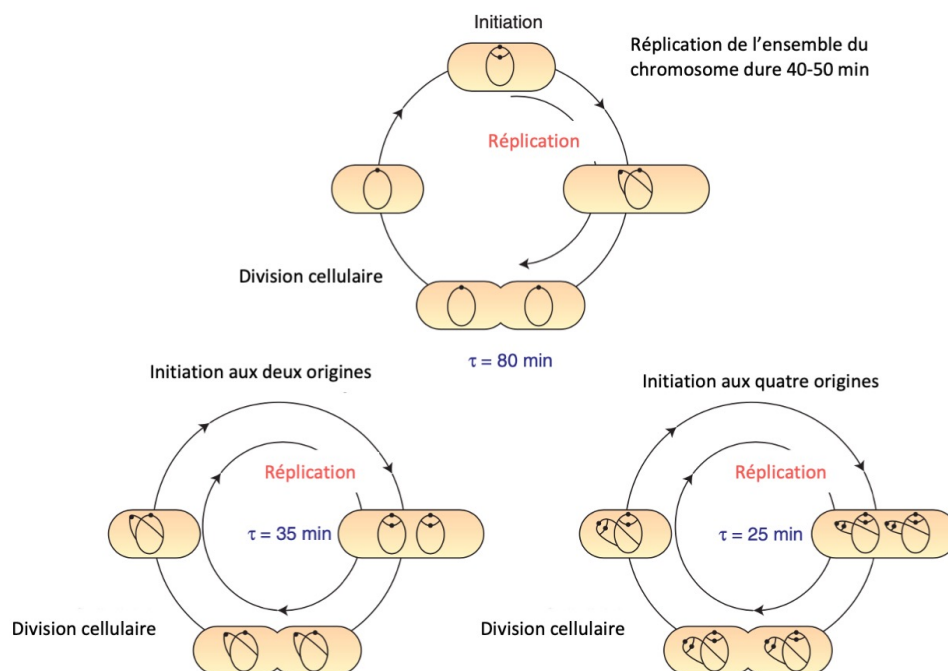 Initiation
Réplication de l'ensemble du
chromosome dure 40-50 min
Réplication
Division cellulaire
τ = 80 min
Initiation aux deux origines
Réplication
τ = 35 min
Division cellulaire
Initiation aux quatre origines
Réplication
τ = 25 min
Division cellulaire